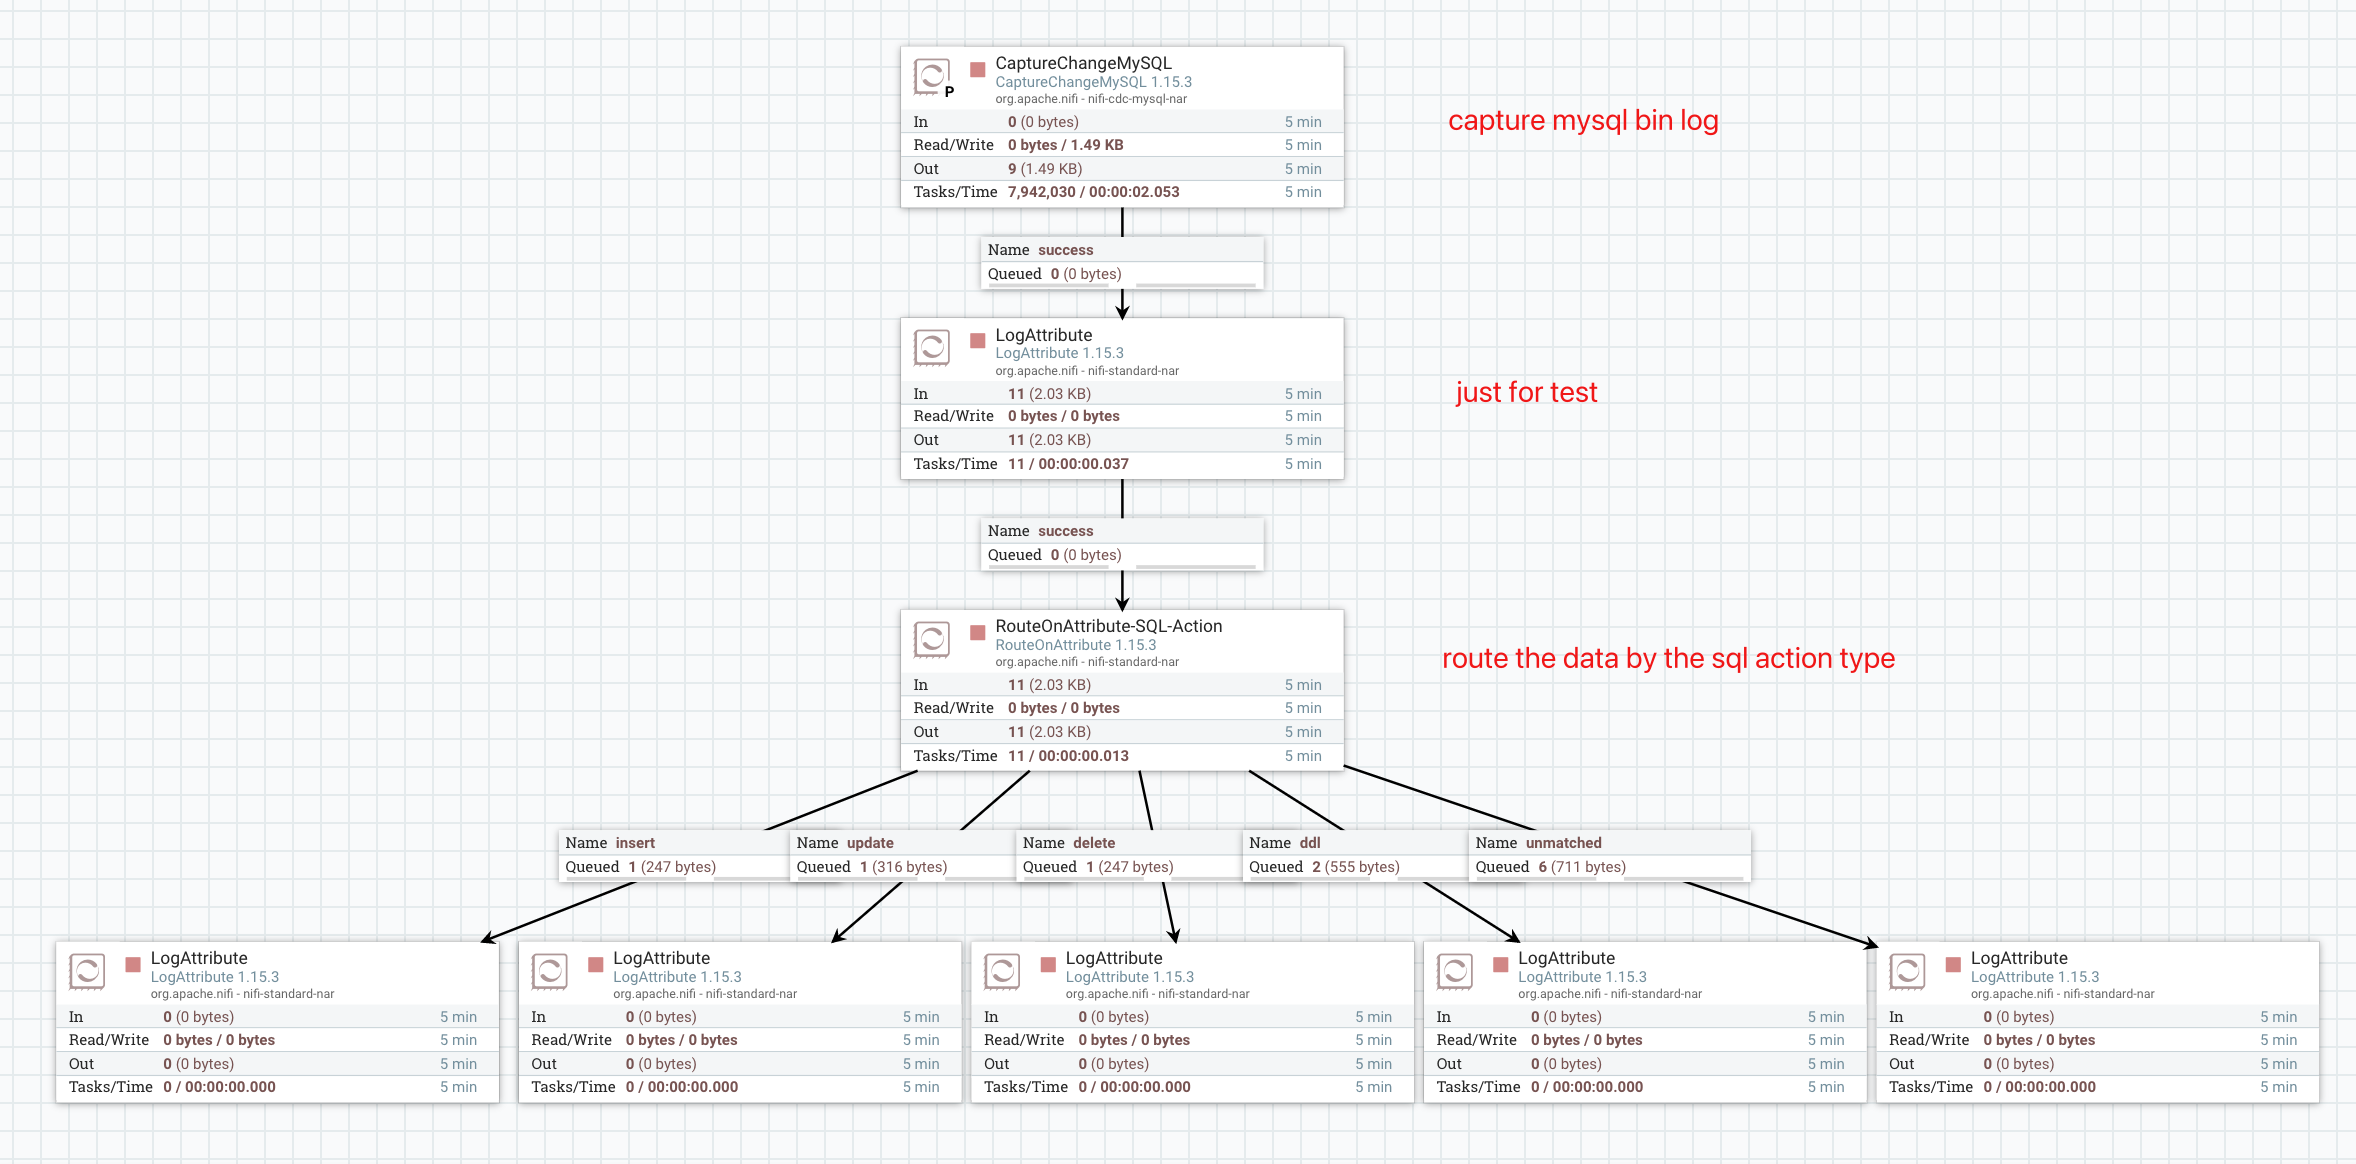 CaptureChangeMySQL
CaptureChangeMySQL 1.15.3
org.apache.nifi - nifi-cdc-mysql-nar
P
In 0 (0 bytes) 5 min
Read/Write 0 bytes / 1.49 KB 5 min
Out 9 (1.49 KB) 5 min
Tasks/Time 7,942,030 / 00:00:02.053 5 min
capture mysql bin log
Name success
Queued 0 (0 bytes)
LogAttribute
LogAttribute 1.15.3
org.apache.nifi - nifi-standard-nar
In 11 (2.03 KB) 5 min
Read/Write 0 bytes / 0 bytes 5 min
Out 11 (2.03 KB) 5 min
Tasks/Time 11 / 00:00:00.037 5 min
just for test
Name success
Queued 0 (0 bytes)
RouteOnAttribute-SQL-Action
RouteOnAttribute 1.15.3
org.apache.nifi - nifi-standard-nar
In 11 (2.03 KB) 5 min
Read/Write 0 bytes / 0 bytes 5 min
Out 11 (2.03 KB) 5 min
Tasks/Time 11 / 00:00:00.013 5 min
route the data by the sql action type
Name insert
Queued 1 (247 bytes)
Name update
Queued 1 (316 bytes)
Name delete
Queued 1 (247 bytes)
Name ddl
Queued 2 (555 bytes)
Name unmatched
Queued 6 (711 bytes)
LogAttribute
LogAttribute 1.15.3
org.apache.nifi - nifi-standard-nar
In 0 (0 bytes) 5 min
Read/Write 0 bytes / 0 bytes 5 min
Out 0 (0 bytes) 5 min
Tasks/Time 0 / 00:00:00.000 5 min
LogAttribute
LogAttribute 1.15.3
org.apache.nifi - nifi-standard-nar
In 0 (0 bytes) 5 min
Read/Write 0 bytes / 0 bytes 5 min
Out 0 (0 bytes) 5 min
Tasks/Time 0 / 00:00:00.000 5 min
LogAttribute
LogAttribute 1.15.3
org.apache.nifi - nifi-standard-nar
In 0 (0 bytes) 5 min
Read/Write 0 bytes / 0 bytes 5 min
Out 0 (0 bytes) 5 min
Tasks/Time 0 / 00:00:00.000 5 min
LogAttribute
LogAttribute 1.15.3
org.apache.nifi - nifi-standard-nar
In 0 (0 bytes) 5 min
Read/Write 0 bytes / 0 bytes 5 min
Out 0 (0 bytes) 5 min
Tasks/Time 0 / 00:00:00.000 5 min
LogAttribute
LogAttribute 1.15.3
org.apache.nifi - nifi-standard-nar
In 0 (0 bytes) 5 min
Read/Write 0 bytes / 0 bytes 5 min
Out 0 (0 bytes) 5 min
Tasks/Time 0 / 00:00:00.000 5 min